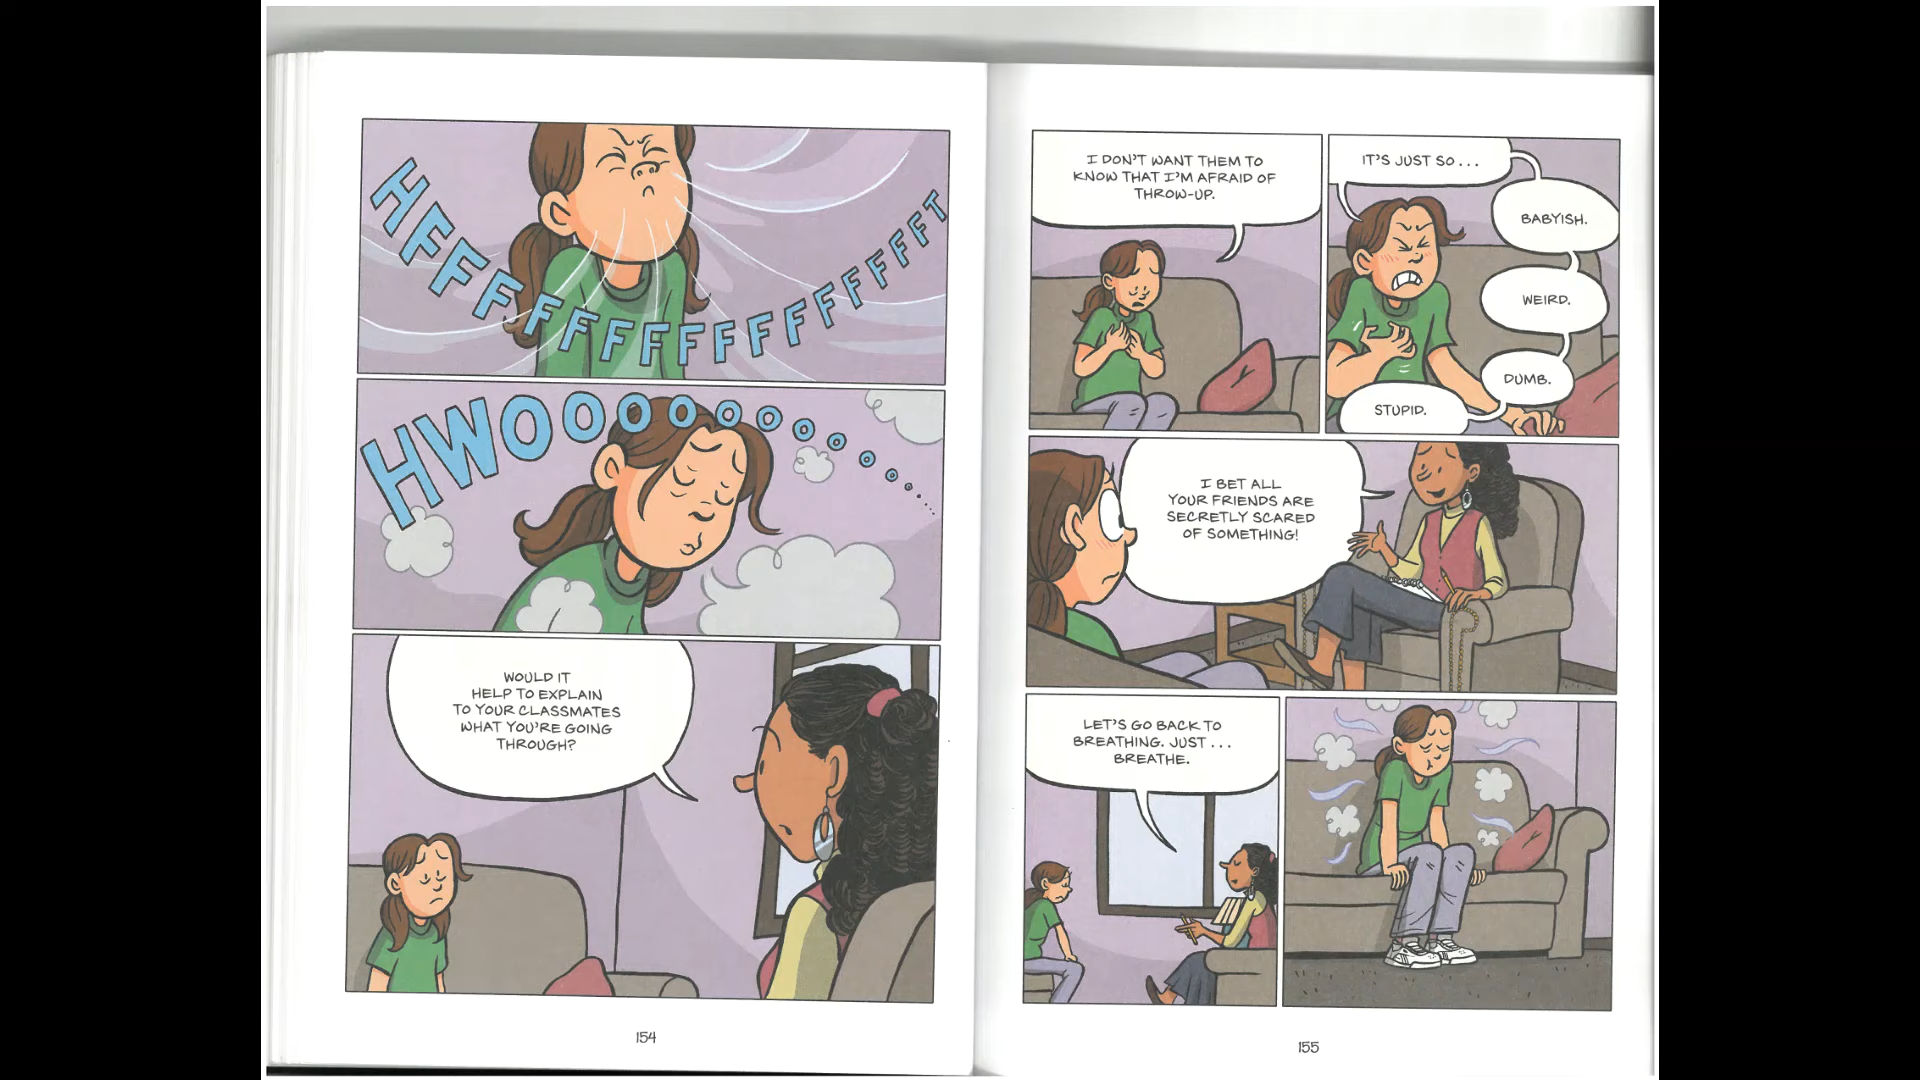 HFFFFFFFFFFFFFFFFFT
HWOOOOOOOOOOO....
WOULD IT
HELP TO EXPLAIN
TO YOUR CLASSMATES
WHAT YOU'RE GOING
THROUGH?
154
I DON'T WANT THEM TO
KNOW THAT I'M AFRAID OF
THROW-UP.
IT'S JUST SO...
BABYISH.
WEIRD.
DUMB.
STUPID.
I BET ALL
YOUR FRIENDS ARE
SECRETLY SCARED
OF SOMETHING!
LET'S GO BACK TO
BREATHING. JUST...
BREATHE.
155